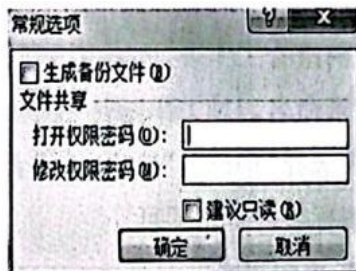 常规选项
生成备份文件(B)
文件共享
打开权限密码(O):
修改权限密码(M):
建议只读(R)
确定 取消